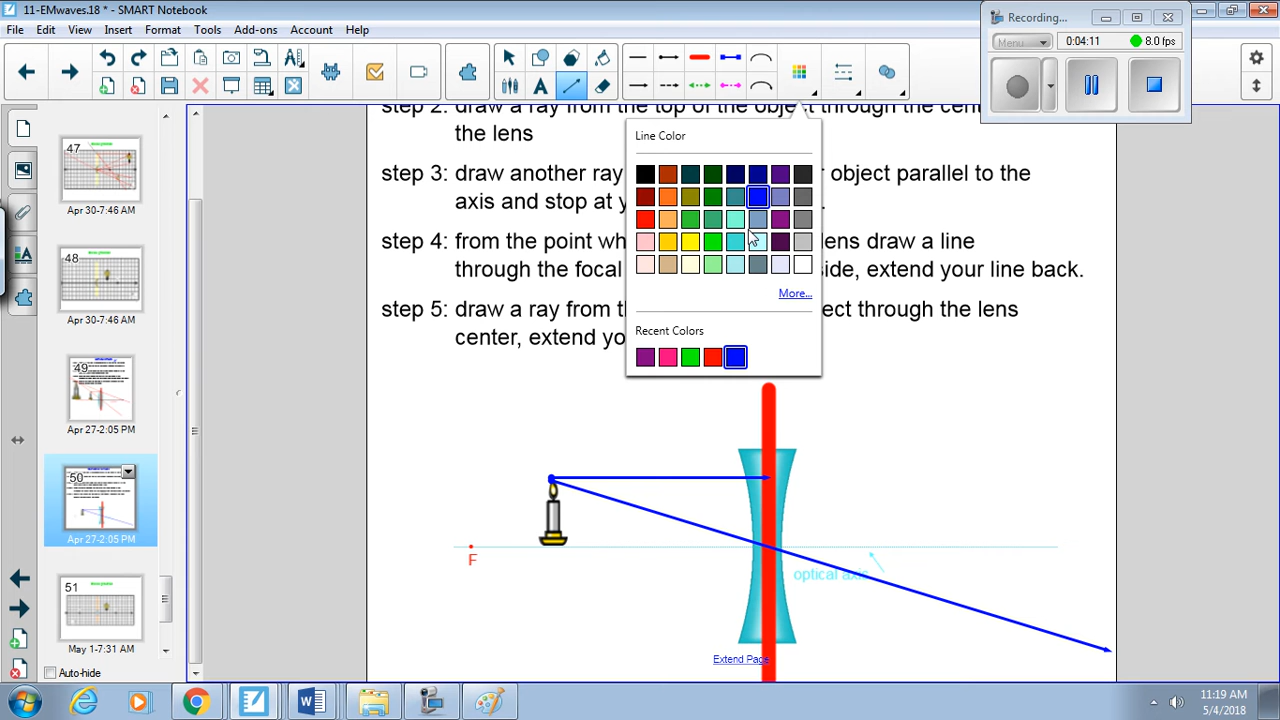 11-EMwaves.18 * - SMART Notebook
File Edit View Insert Format Tools Add-ons Account Help
Recording...
Menu 0:04:11 8.0 fps
step 2: draw a ray from the top of the object through the
the lens
step 3: draw another ray object parallel to the
axis and stop at
step 4: from the point lens draw a line
through the focal side, extend your line back.
step 5: draw a ray from through the lens
center, extend
Line Color
More...
Recent Colors
47
Apr 30-7:46 AM
48
Apr 30-7:46 AM
49
Apr 27-2:05 PM
50
Apr 27-2:05 PM
51
May 1-7:31 AM
Auto-hide
F
optical axis
Extend Page
11:19 AM
5/4/2018